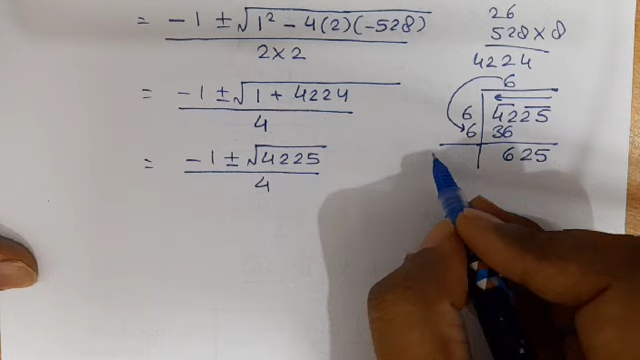 = -1 ± √1² - 4(2)(-528) / 2×2
= -1 ± √1 + 4224 / 4
= -1 ± √4225 / 4
26
528×8
4224
6
6 4225
6 36
625